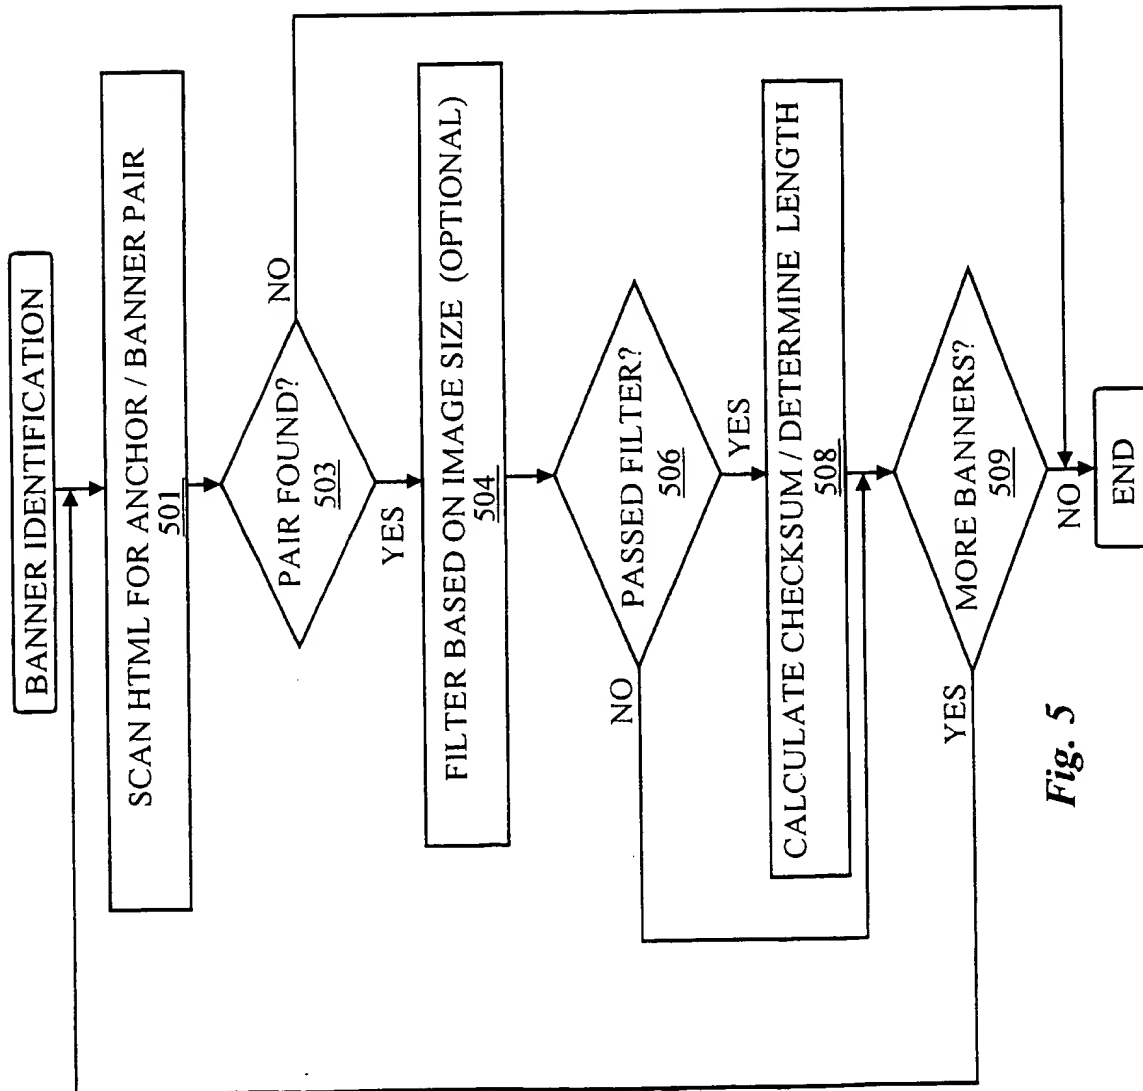 BANNER IDENTIFICATION
SCAN HTML FOR ANCHOR / BANNER PAIR
501
PAIR FOUND?
503
NO
YES
FILTER BASED ON IMAGE SIZE (OPTIONAL)
504
PASSED FILTER?
506
NO
YES
CALCULATE CHECKSUM / DETERMINE LENGTH
508
MORE BANNERS?
509
YES
NO
END
Fig. 5